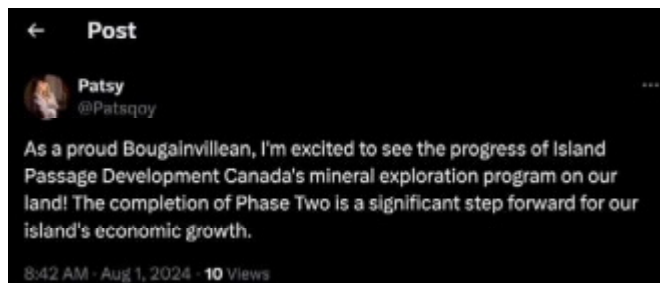 Post
Patsy
@Patsqoy
As a proud Bougainvillean, I'm excited to see the progress of Island
Passage Development Canada's mineral exploration program on our
land! The completion of Phase Two is a significant step forward for our
island's economic growth.
8:42 AM · Aug 1, 2024 · 10 Views